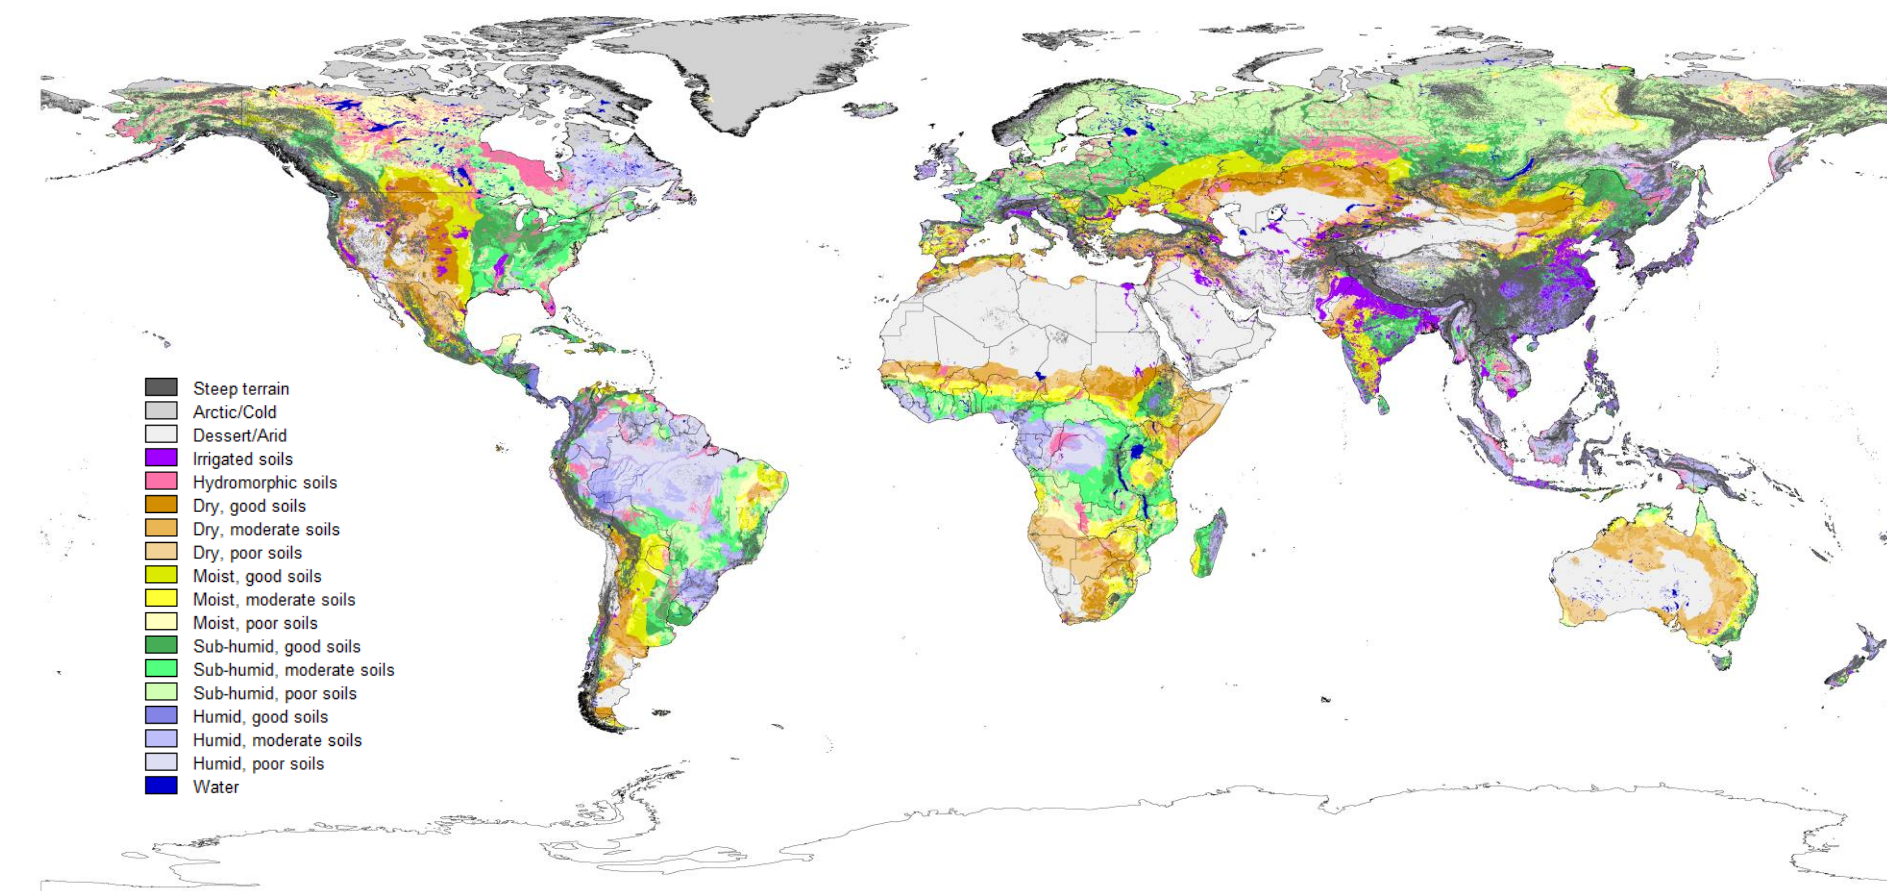 Steep terrain
Arctic/Cold
Dessert/Arid
Irrigated soils
Hydromorphic soils
Dry, good soils
Dry, moderate soils
Dry, poor soils
Moist, good soils
Moist, moderate soils
Moist, poor soils
Sub-humid, good soils
Sub-humid, moderate soils
Sub-humid, poor soils
Humid, good soils
Humid, moderate soils
Humid, poor soils
Water